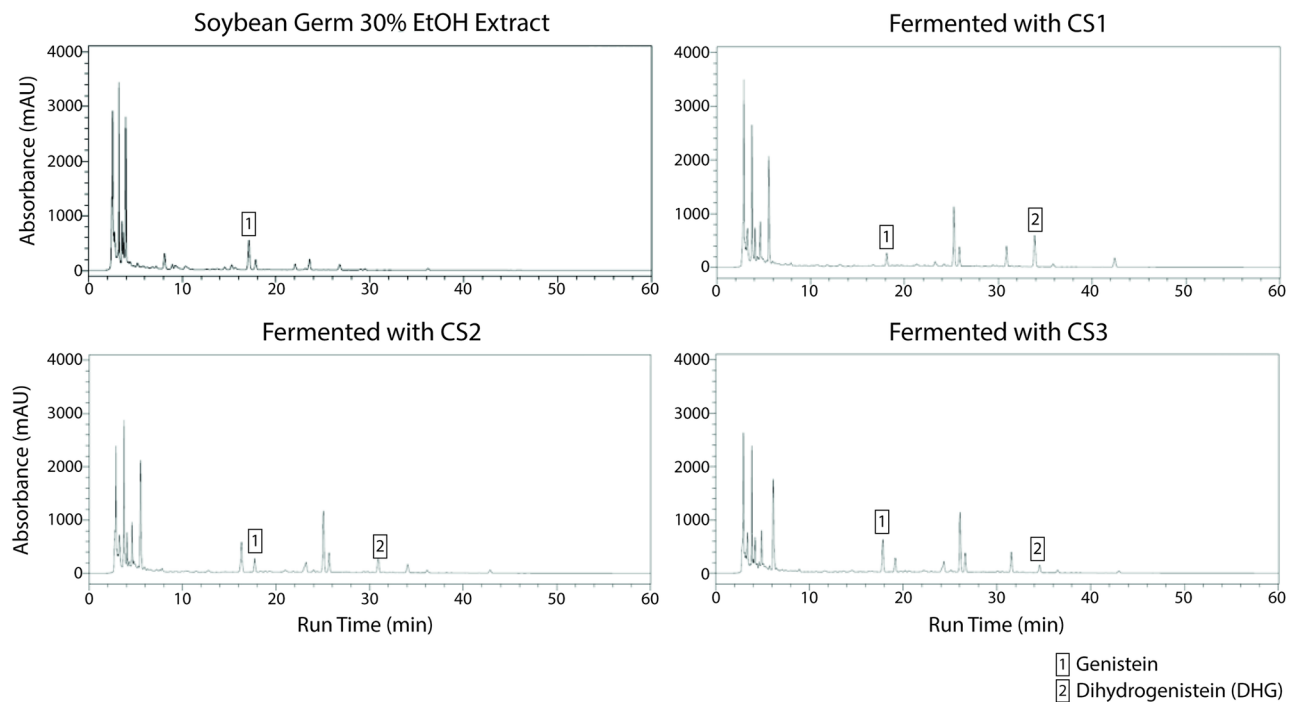 Soybean Germ 30% EtOH Extract
Absorbance (mAU)
4000
3000
2000
1000
0
1
0 10 20 30 40 50 60
Fermented with CS1
4000
3000
2000
1000
0
1
2
0 10 20 30 40 50 60
Fermented with CS2
Absorbance (mAU)
4000
3000
2000
1000
0
1
2
0 10 20 30 40 50 60
Run Time (min)
Fermented with CS3
4000
3000
2000
1000
0
1
2
0 10 20 30 40 50 60
Run Time (min)
1 Genistein
2 Dihydrogenistein (DHG)